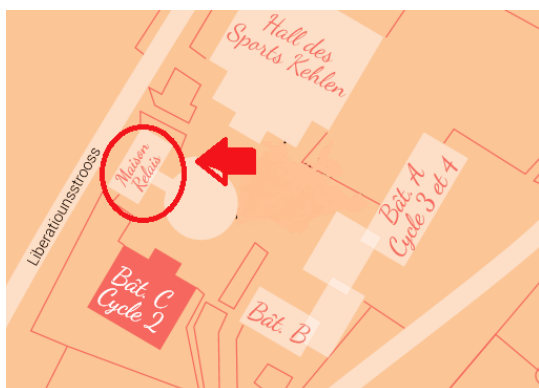 Hall des
Sports Kehlen
Maison
Relais
Liberatiounsstrooss
Bât. A
Cycle 3 et 4
Bât. C
Cycle 2
Bât. B